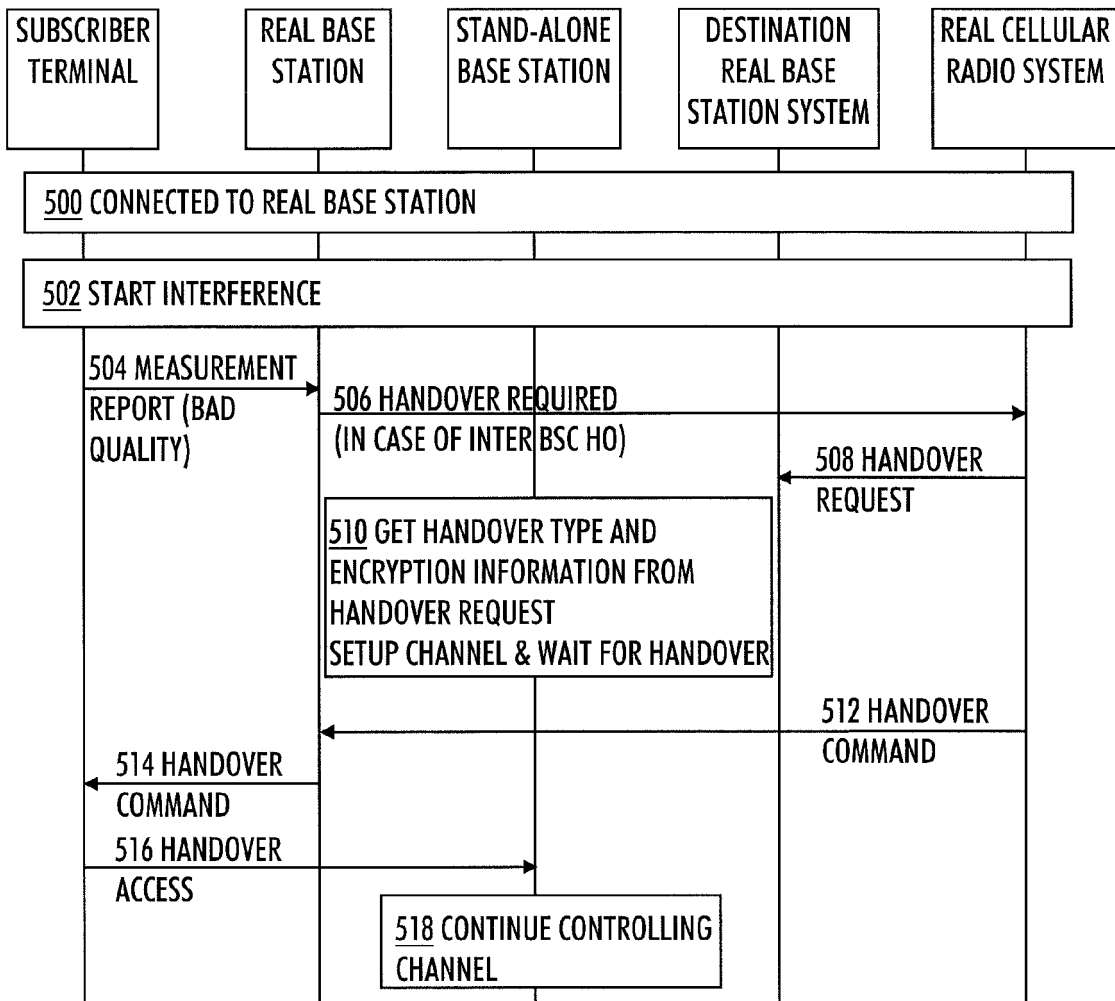 SUBSCRIBER
TERMINAL
REAL BASE
STATION
STAND-ALONE
BASE STATION
DESTINATION
REAL BASE
STATION SYSTEM
REAL CELLULAR
RADIO SYSTEM
500 CONNECTED TO REAL BASE STATION
502 START INTERFERENCE
504 MEASUREMENT
REPORT (BAD
QUALITY)
506 HANDOVER REQUIRED
(IN CASE OF INTER BSC HO)
508 HANDOVER
REQUEST
510 GET HANDOVER TYPE AND
ENCRYPTION INFORMATION FROM
HANDOVER REQUEST
SETUP CHANNEL & WAIT FOR HANDOVER
512 HANDOVER
COMMAND
514 HANDOVER
COMMAND
516 HANDOVER
ACCESS
518 CONTINUE CONTROLLING
CHANNEL